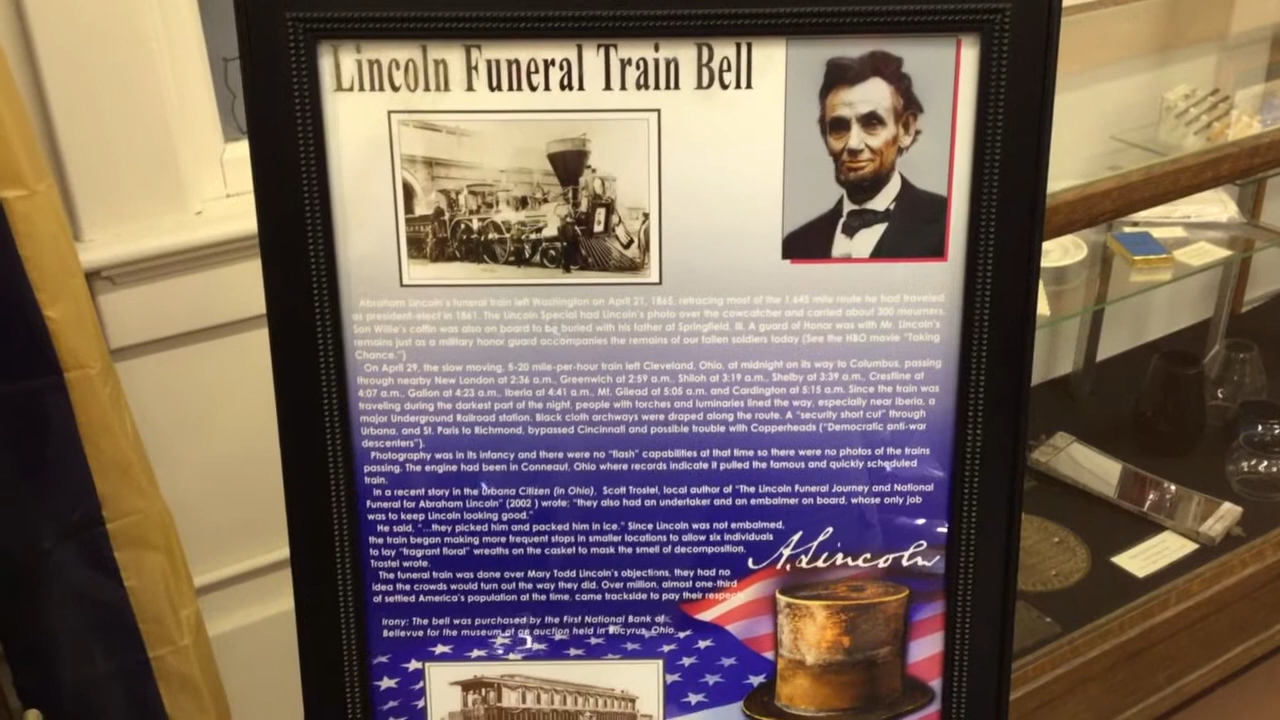 Lincoln Funeral Train Bell
Abraham Lincoln's funeral train left Washington on April 21, 1865, retracing most of the 1,645 mile route he had traveled
as president-elect in 1861. The Lincoln Special had Lincoln's photo over the cowcatcher and carried about 300 mourners.
Son Willie's coffin was also on board to be buried with his father at Springfield, Ill. A guard of Honor was with Mr. Lincoln's
remains just as a military honor guard accompanies the remains of our fallen soldiers today (See the HBO movie "Taking
Chance.")
On April 29, the slow moving, 5-20 mile-per-hour train left Cleveland, Ohio, at midnight on its way to Columbus, passing
through nearby New London at 2:36 a.m., Greenwich at 2:59 a.m., Shiloh at 3:19 a.m., Shelby at 3:39 a.m., Crestline at
4:07 a.m., Galion at 4:23 a.m., Iberia at 4:41 a.m., Mt. Gilead at 5:05 a.m. and Cardington at 5:15 a.m. Since the train was
traveling during the darkest part of the night, people with torches and luminaries lined the way, especially near Iberia, a
major Underground Railroad station. Black cloth archways were draped along the route. A "security short cut" through
Urbana, and St. Paris to Richmond, bypassed Cincinnati and possible trouble with Copperheads ("Democratic anti-war
descenters").
Photography was in its infancy and there were no "flash" capabilities at that time so there were no photos of the trains
passing. The engine had been in Conneaut, Ohio where records indicate it pulled the famous and quickly scheduled
train.
In a recent story in the Urbana Citizen (in Ohio), Scott Trostel, local author of "The Lincoln Funeral Journey and National
Funeral for Abraham Lincoln" (2002 ) wrote: "they also had an undertaker and an embalmer on board, whose only job
was to keep Lincoln looking good."
He said, "...they picked him and packed him in ice." Since Lincoln was not embalmed,
the train began making more frequent stops in smaller locations to allow six individuals
to lay "fragrant floral" wreaths on the casket to mask the smell of decomposition,
Trostel wrote.
The funeral train was done over Mary Todd Lincoln's objections, they had no
idea the crowds would turn out the way they did. Over million, almost one-third
of settled America's population at the time, came trackside to pay their respect.
A. Lincoln
Irony: The bell was purchased by the First National Bank of
Bellevue for the museum at an auction held in Bucyrus, Ohio.